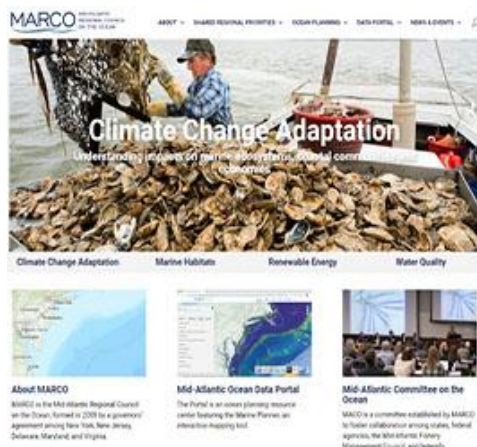 MARCO MID-ATLANTIC
REGIONAL COUNCIL
ON THE OCEAN
ABOUT SHARED REGIONAL PRIORITIES OCEAN PLANNING DATA PORTAL NEWS & EVENTS
Climate Change Adaptation
Understanding impacts on marine ecosystems, coastal communities and
economies
Climate Change Adaptation Marine Habitats Renewable Energy Water Quality
About MARCO
MARCO is the Mid-Atlantic Regional Council
on the Ocean, formed in 2009 by a governors'
agreement among New York, New Jersey,
Delaware, Maryland, and Virginia.
Mid-Atlantic Ocean Data Portal
The Portal is an ocean planning resource
center featuring the Marine Planner, an
interactive mapping tool.
Mid-Atlantic Committee on the
Ocean
MACO is a committee established by MARCO
to foster collaboration among states, federal
agencies, the Mid-Atlantic Fishery
Management Council, and federally